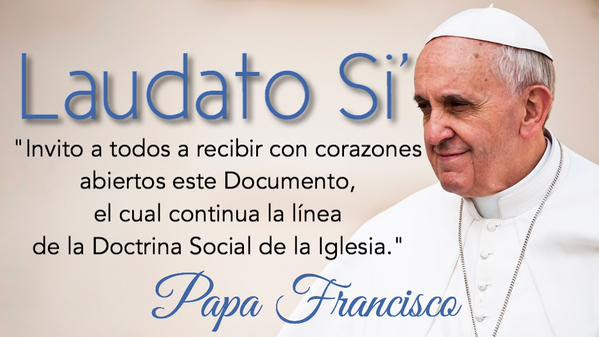 Laudato Si'
"Invito a todos a recibir con corazones
abiertos este Documento,
el cual continua la línea
de la Doctrina Social de la Iglesia."
Papa Francisco